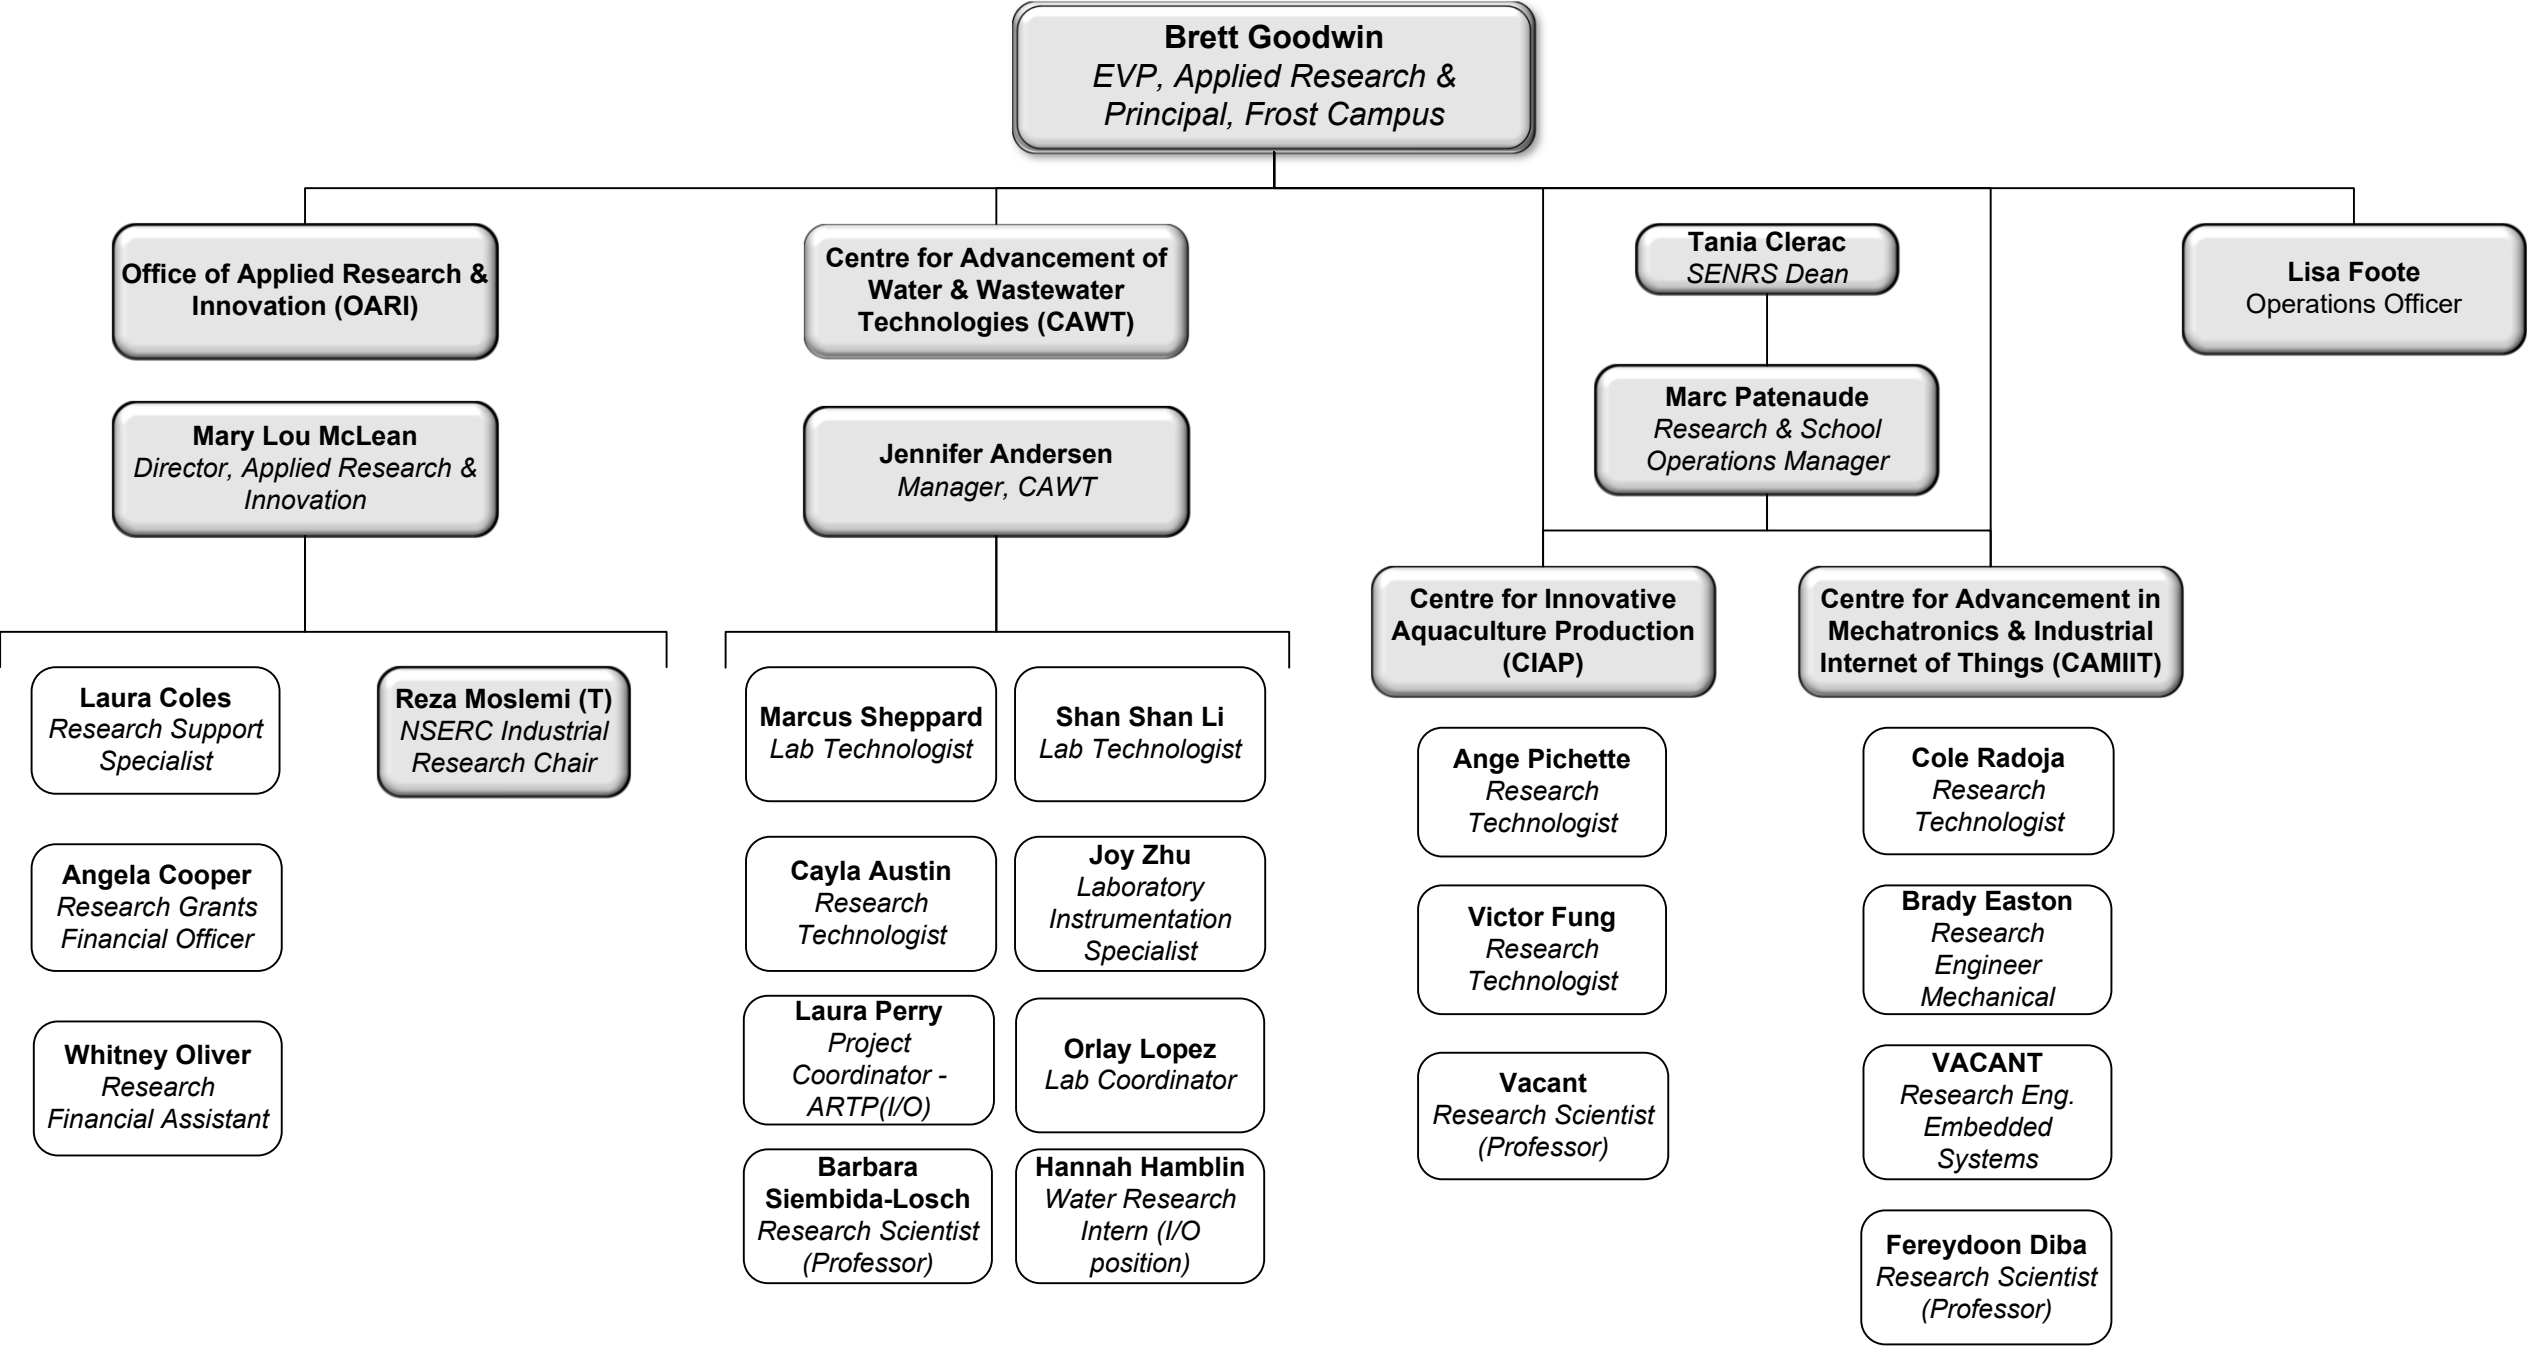 Brett Goodwin
EVP, Applied Research &
Principal, Frost Campus
Office of Applied Research &
Innovation (OARI)
Mary Lou McLean
Director, Applied Research &
Innovation
Laura Coles
Research Support
Specialist
Angela Cooper
Research Grants
Financial Officer
Whitney Oliver
Research
Financial Assistant
Reza Moslemi (T)
NSERC Industrial
Research Chair
Centre for Advancement of
Water & Wastewater
Technologies (CAWT)
Jennifer Andersen
Manager, CAWT
Marcus Sheppard
Lab Technologist
Shan Shan Li
Lab Technologist
Cayla Austin
Research
Technologist
Joy Zhu
Laboratory
Instrumentation
Specialist
Laura Perry
Project
Coordinator -
ARTP(I/O)
Orlay Lopez
Lab Coordinator
Barbara
Siembida-Losch
Research Scientist
(Professor)
Hannah Hamblin
Water Research
Intern (I/O
position)
Tania Clerac
SENRS Dean
Marc Patenaude
Research & School
Operations Manager
Centre for Innovative
Aquaculture Production
(CIAP)
Ange Pichette
Research
Technologist
Victor Fung
Research
Technologist
Vacant
Research Scientist
(Professor)
Centre for Advancement in
Mechatronics & Industrial
Internet of Things (CAMIIT)
Cole Radoja
Research
Technologist
Brady Easton
Research
Engineer
Mechanical
VACANT
Research Eng.
Embedded
Systems
Fereydoon Diba
Research Scientist
(Professor)
Lisa Foote
Operations Officer